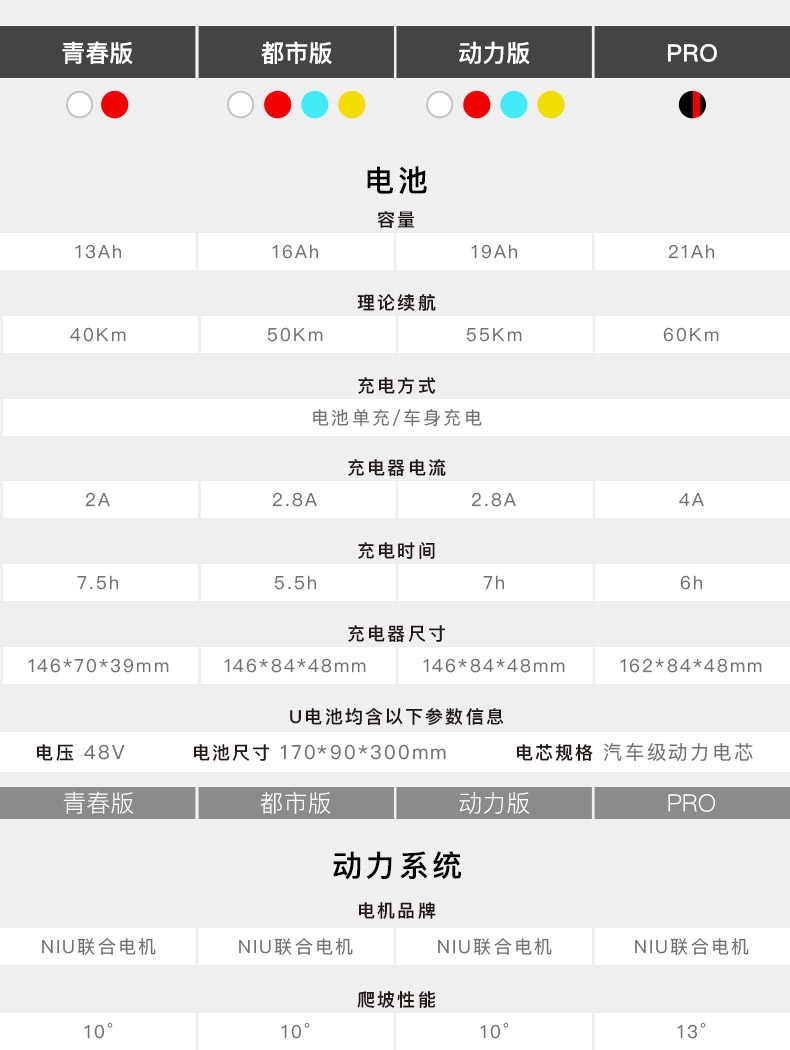 青春版 都市版 动力版 PRO
电池
容量
13Ah 16Ah 19Ah 21Ah
理论续航
40Km 50Km 55Km 60Km
充电方式
电池单充/车身充电
充电器电流
2A 2.8A 2.8A 4A
充电时间
7.5h 5.5h 7h 6h
充电器尺寸
146*70*39mm 146*84*48mm 146*84*48mm 162*84*48mm
U电池均含以下参数信息
电压 48V 电池尺寸 170*90*300mm 电芯规格 汽车级动力电芯
青春版 都市版 动力版 PRO
动力系统
电机品牌
NIU联合电机 NIU联合电机 NIU联合电机 NIU联合电机
爬坡性能
10° 10° 10° 13°